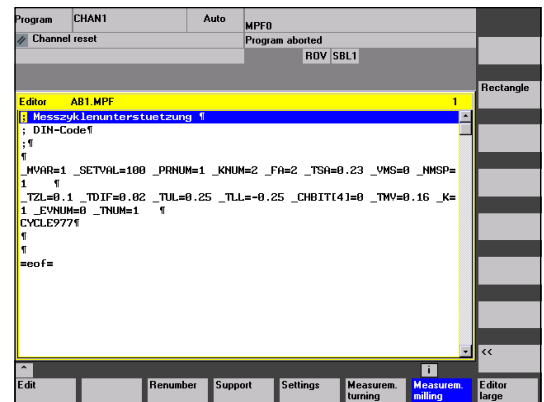 Program CHAN1 Auto MPF0
Channel reset Program aborted
ROV SBL1
Rectangle
Editor AB1.MPF 1
; Messzyklenunterstuetzung ¶
; DIN-Code¶
;¶
¶
_MVAR=1 _SETVAL=100 _PRNUM=1 _KNUM=2 _FA=2 _TSA=0.23 _VMS=0 _NMSP=
1 ¶
_TZL=0.1 _TDIF=0.02 _TUL=0.25 _TLL=-0.25 _CHBIT[4]=0 _TMV=0.16 _K=
1 _EVNUM=0 _TNUM=1 ¶
CYCLE977¶
¶
¶
=eof=
<<
^ i
Edit Renumber Support Settings Measurem. turning Measurem. milling Editor large